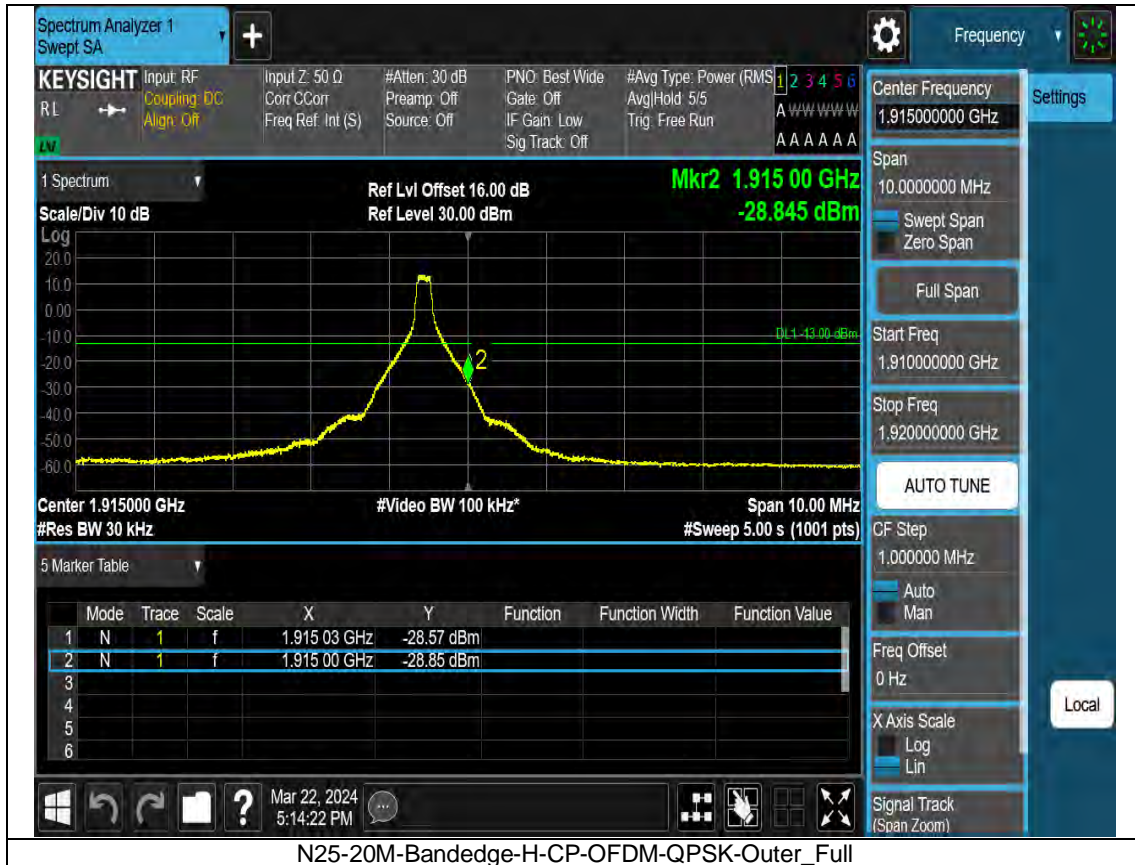 Spectrum Analyzer 1
Swept SA
+
Frequency
KEYSIGHT
Input: RF
Coupling: DC
Align: Off
RL
LNI
Input Z: 50 Ω
Corr CCorr
Freq Ref: Int (S)
#Atten: 30 dB
Preamp: Off
Source: Off
PNO: Best Wide
Gate: Off
IF Gain: Low
Sig Track: Off
#Avg Type: Power (RMS
Avg|Hold: 5/5
Trig: Free Run
1 2 3 4 5 6
A W W W W W
A A A A A A
1 Spectrum
Ref Lvl Offset 16.00 dB
Mkr2 1.915 00 GHz
Scale/Div 10 dB
Ref Level 30.00 dBm
-28.845 dBm
Log
20.0
10.0
0.00
-10.0
-20.0
-30.0
-40.0
-50.0
-60.0
DL1 -13.00 dBm
2
Center 1.915000 GHz
#Video BW 100 kHz*
Span 10.00 MHz
#Res BW 30 kHz
#Sweep 5.00 s (1001 pts)
5 Marker Table
Mode Trace Scale X Y Function Function Width Function Value
1 N 1 f 1.915 03 GHz -28.57 dBm
2 N 1 f 1.915 00 GHz -28.85 dBm
3
4
5
6
Mar 22, 2024
5:14:22 PM
?
Center Frequency
1.915000000 GHz
Settings
Span
10.0000000 MHz
Swept Span
Zero Span
Full Span
Start Freq
1.910000000 GHz
Stop Freq
1.920000000 GHz
AUTO TUNE
CF Step
1.000000 MHz
Auto
Man
Freq Offset
0 Hz
Local
X Axis Scale
Log
Lin
Signal Track
(Span Zoom)
N25-20M-Bandedge-H-CP-OFDM-QPSK-Outer_Full